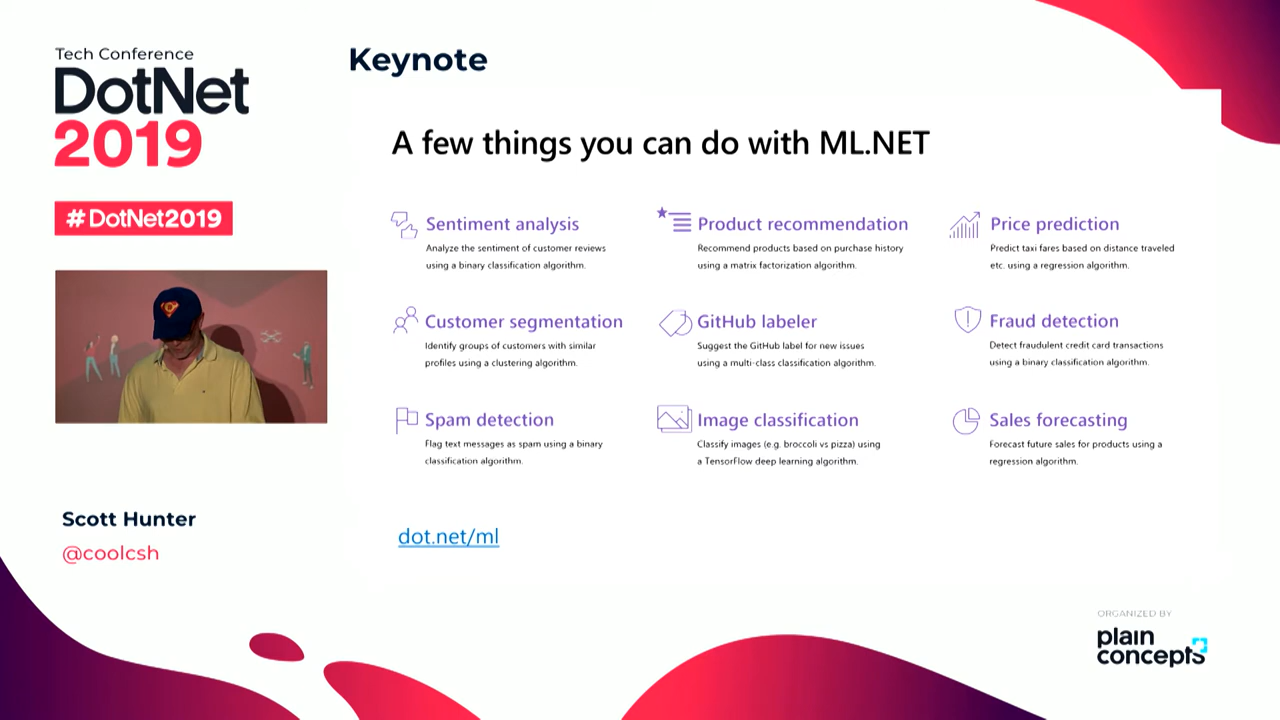 Tech Conference
DotNet
2019
#DotNet2019
Scott Hunter
@coolcsh
Keynote
A few things you can do with ML.NET
Sentiment analysis
Analyze the sentiment of customer reviews
using a binary classification algorithm.
Product recommendation
Recommend products based on purchase history
using a matrix factorization algorithm.
Price prediction
Predict taxi fares based on distance traveled
etc. using a regression algorithm.
Customer segmentation
Identify groups of customers with similar
profiles using a clustering algorithm.
GitHub labeler
Suggest the GitHub label for new issues
using a multi-class classification algorithm.
Fraud detection
Detect fraudulent credit card transactions
using a binary classification algorithm.
Spam detection
Flag text messages as spam using a binary
classification algorithm.
Image classification
Classify images (e.g. broccoli vs pizza) using
a TensorFlow deep learning algorithm.
Sales forecasting
Forecast future sales for products using a
regression algorithm.
dot.net/ml
ORGANIZED BY
plain
concepts